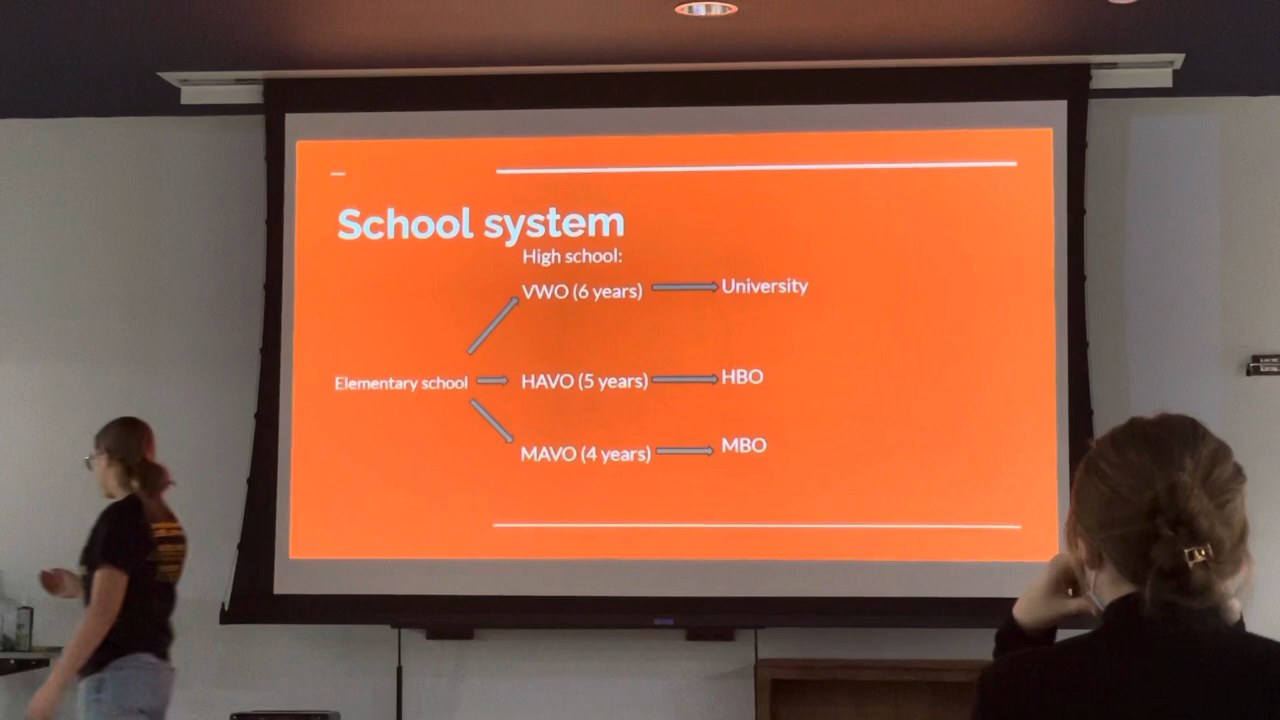 School system
High school:
VWO (6 years) University
Elementary school HAVO (5 years) HBO
MAVO (4 years) MBO